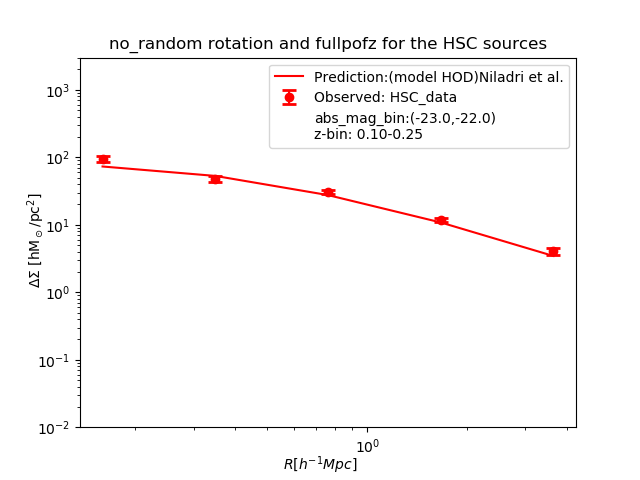 no_random rotation and fullpofz for the HSC sources
Prediction:(model HOD)Niladri et al.
Observed: HSC_data
abs_mag_bin:(-23.0,-22.0)
z-bin: 0.10-0.25
ΔΣ [hM⊙/pc²]
10³
10²
10¹
10⁰
10⁻¹
10⁻²
10⁰
R[h⁻¹Mpc]